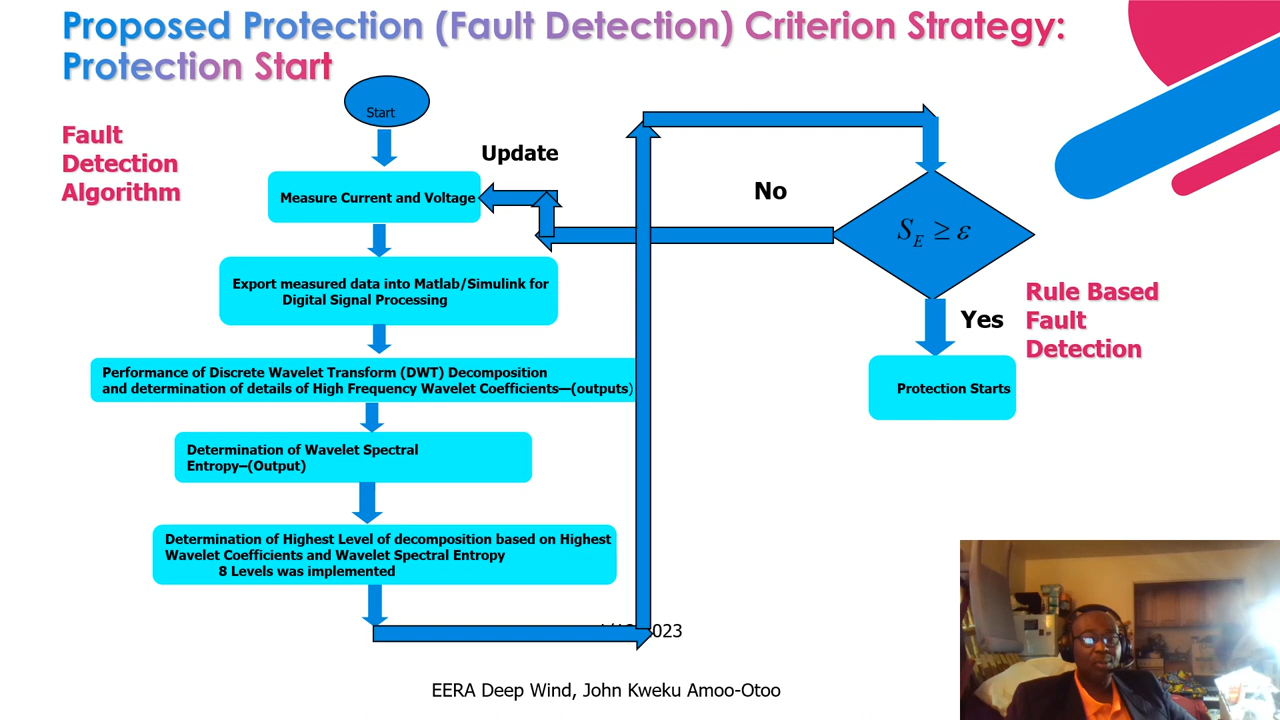 Proposed Protection (Fault Detection) Criterion Strategy:
Protection Start
Start
Fault
Detection
Algorithm
Update
Measure Current and Voltage
No
S_E ≥ ε
Export measured data into Matlab/Simulink for
Digital Signal Processing
Rule Based
Fault
Detection
Yes
Performance of Discrete Wavelet Transform (DWT) Decomposition
and determination of details of High Frequency Wavelet Coefficients—(outputs)
Protection Starts
Determination of Wavelet Spectral
Entropy–(Output)
Determination of Highest Level of decomposition based on Highest
Wavelet Coefficients and Wavelet Spectral Entropy
8 Levels was implemented
023
EERA Deep Wind, John Kweku Amoo-Otoo